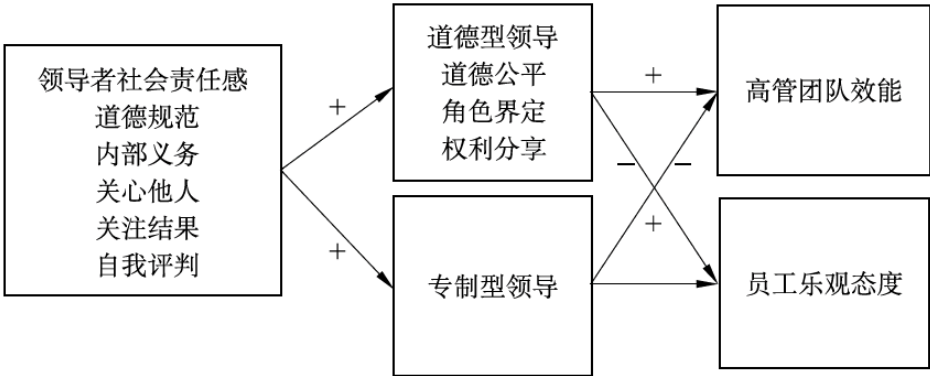 领导者社会责任感
道德规范
内部义务
关心他人
关注结果
自我评判
+
+
道德型领导
道德公平
角色界定
权利分享
专制型领导
+
−
−
+
高管团队效能
员工乐观态度